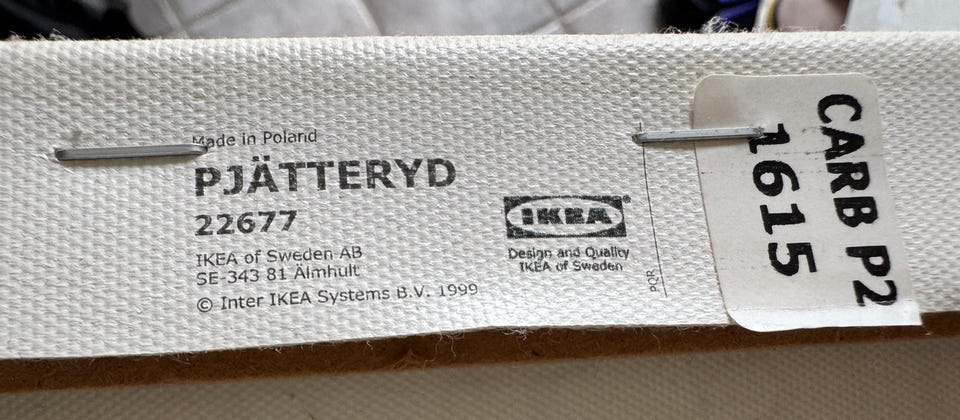 Made in Poland
PJÄTTERYD
22677
IKEA of Sweden AB
SE-343 81 Älmhult
© Inter IKEA Systems B.V. 1999
IKEA®
Design and Quality
IKEA of Sweden
PQR
CARB P2
1615